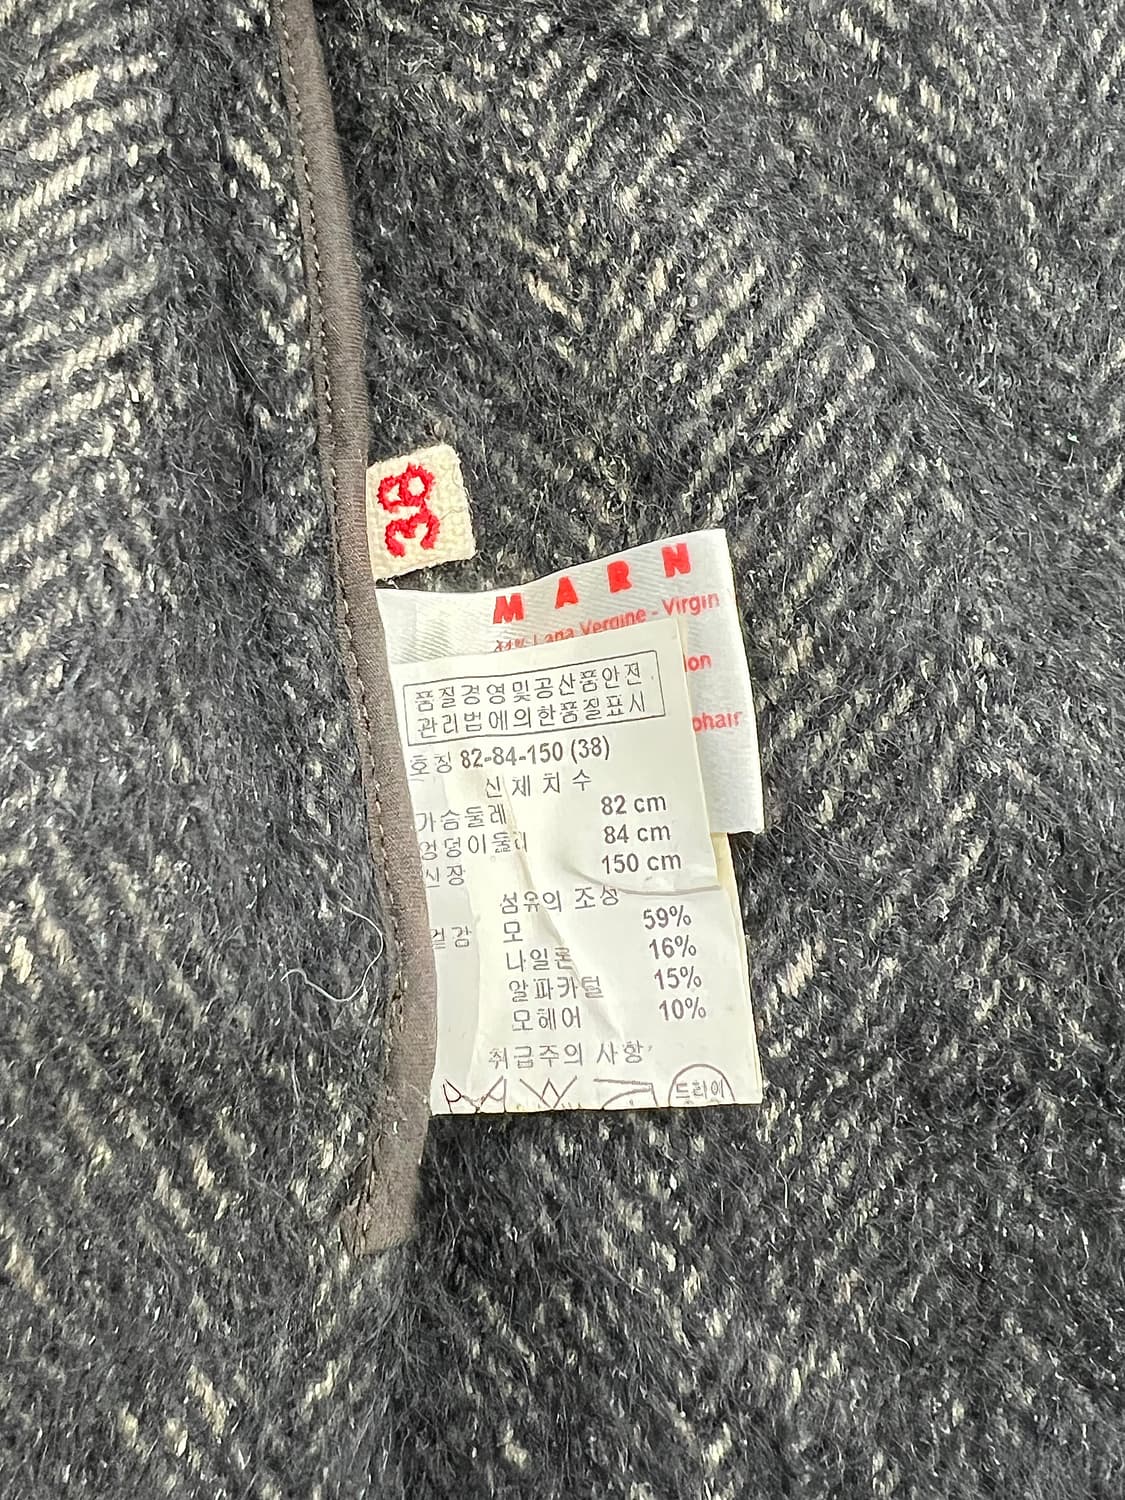 38
MARN
Lana Vergine - Virgin
품질경영및공산품안전
관리법에의한품질표시
호칭 82-84-150 (38)
신체치수
가슴둘레 82 cm
엉덩이둘레 84 cm
신장 150 cm
섬유의 조성
겉감 모 59%
나일론 16%
알파카털 15%
모헤어 10%
취급주의 사항
드라이